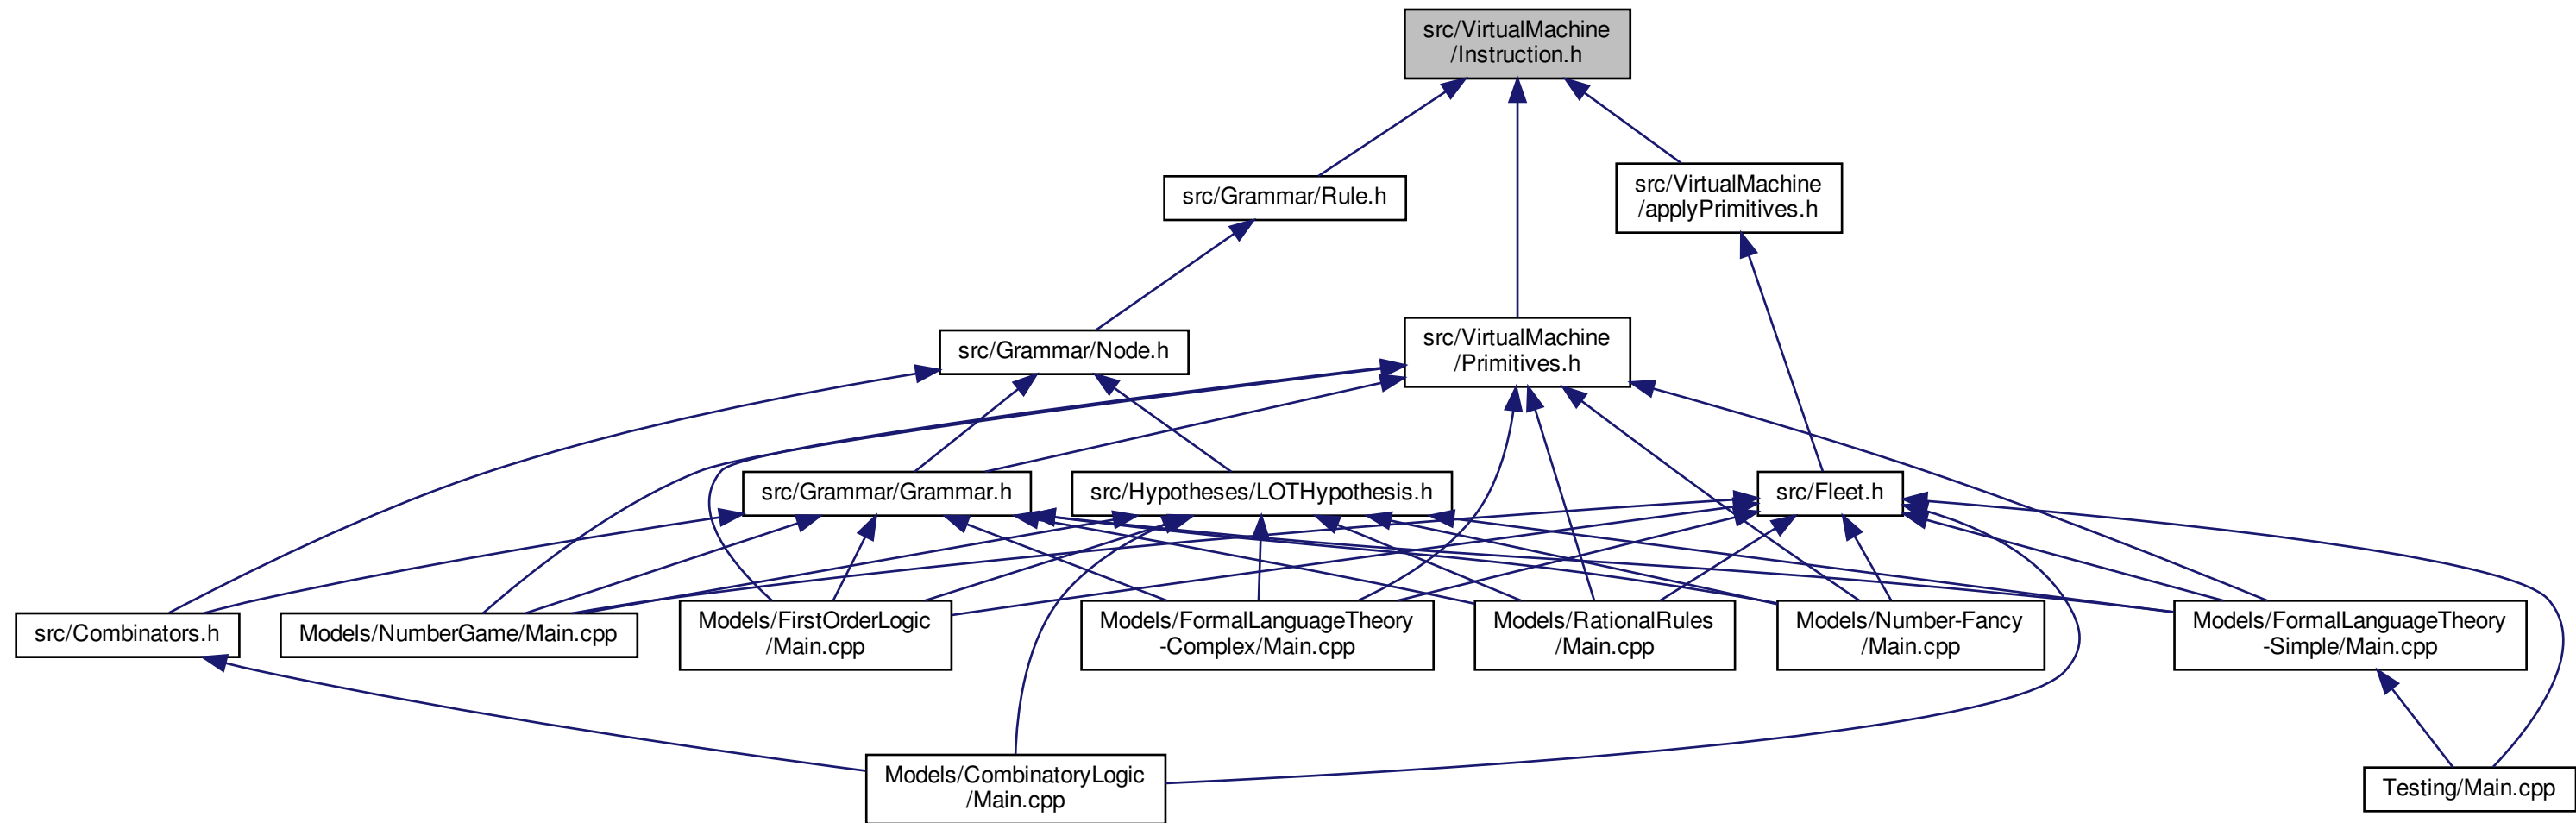 src/VirtualMachine
/Instruction.h
src/Grammar/Rule.h
src/VirtualMachine
/applyPrimitives.h
src/Grammar/Node.h
src/VirtualMachine
/Primitives.h
src/Grammar/Grammar.h
src/Hypotheses/LOTHypothesis.h
src/Fleet.h
src/Combinators.h
Models/NumberGame/Main.cpp
Models/FirstOrderLogic
/Main.cpp
Models/FormalLanguageTheory
-Complex/Main.cpp
Models/RationalRules
/Main.cpp
Models/Number-Fancy
/Main.cpp
Models/FormalLanguageTheory
-Simple/Main.cpp
Models/CombinatoryLogic
/Main.cpp
Testing/Main.cpp